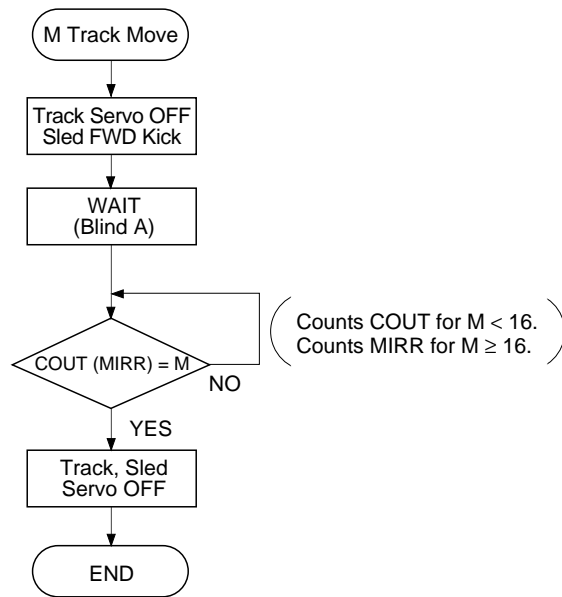 M Track Move
Track Servo OFF
Sled FWD Kick
WAIT
(Blind A)
Counts COUT for M < 16.
Counts MIRR for M ≥ 16.
COUT (MIRR) = M
NO
YES
Track, Sled
Servo OFF
END